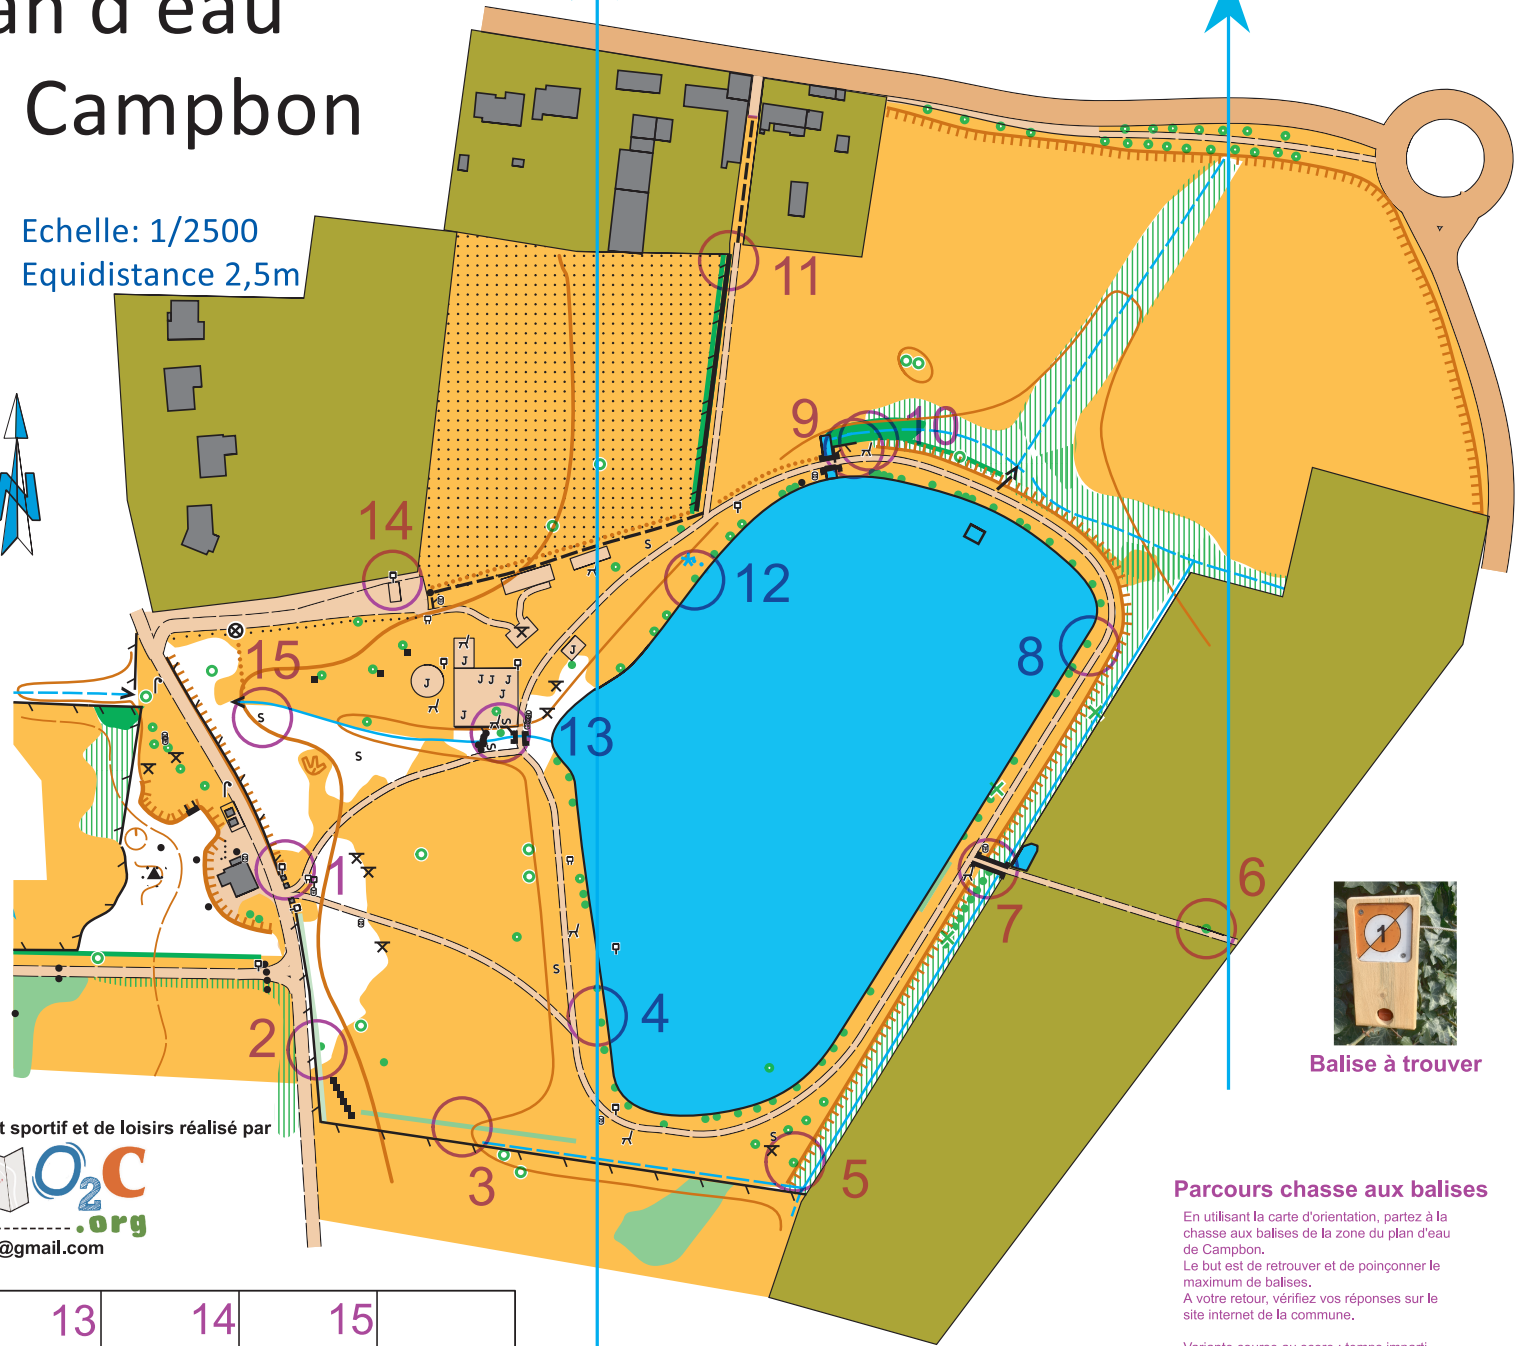 d'eau
Campbon
Echelle: 1/2500
Equidistance 2,5m
11
9
10
14
12
15
8
13
1
6
7
2
4
3
5
1
Balise à trouver
sportif et de loisirs réalisé par
O2C
.org
@gmail.com
13 14 15
Parcours chasse aux balises
En utilisant la carte d'orientation, partez à la
chasse aux balises de la zone du plan d'eau
de Campbon.
Le but est de retrouver et de poinçonner le
maximum de balises.
A votre retour, vérifiez vos réponses sur le
site internet de la commune.